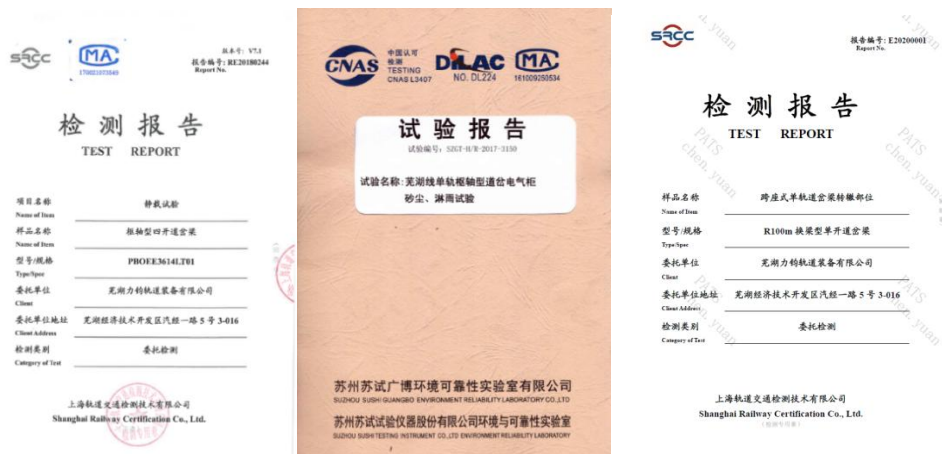 SRCC
MA
170021073549
版本号: V7.1
报告编号: RE20180244
Report No.
检 测 报 告
TEST REPORT
项目名称
Name of Item
静载试验
样品名称
Name of Item
枢轴型四开道岔梁
型号/规格
Type/Spec
PBOEE3614LT01
委托单位
Client
芜湖力钧轨道装备有限公司
委托单位地址
Client Address
芜湖经济技术开发区汽经一路 5 号 3-016
检测类别
Category of Test
委托检测
上海轨道交通检测技术有限公司
Shanghai Railway Certification Co., Ltd.
CNAS
中国认可
检测
TESTING
CNAS L3407
DiLAC
NO. DL224
MA
161009250534
试 验 报 告
试验编号: SZGT-H/R-2017-3150
试验名称: 芜湖线单轨枢轴型道岔电气柜
砂尘、淋雨试验
苏州苏试广博环境可靠性实验室有限公司
SUZHOU SUSHI GUANGBO ENVIRONMENT RELIABILITY LABORATORY CO.,LTD
苏州苏试试验仪器股份有限公司环境与可靠性实验室
SUZHOU SUSHI TESTING INSTRUMENT CO.,LTD ENVIRONMENT RELIABILITY LABORATORY
SRCC
报告编号: E20200001
Report No.
检 测 报 告
TEST REPORT
PATS
chen. yuan
样品名称
Name of Item
跨座式单轨道岔梁转辙部位
型号/规格
Type/Spec
R100m 换梁型单开道岔梁
委托单位
Client
芜湖力钧轨道装备有限公司
委托单位地址
Client Address
芜湖经济技术开发区汽经一路 5 号 3-016
检测类别
Category of Test
委托检测
上海轨道交通检测技术有限公司
Shanghai Railway Certification Co., Ltd.
(检测专用章)